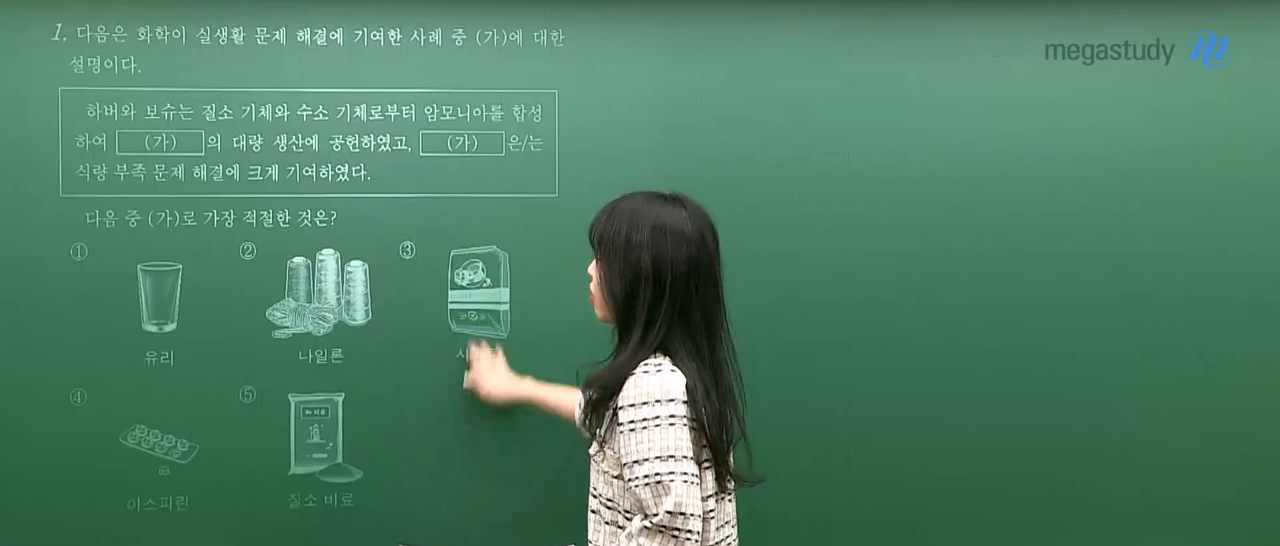 1. 다음은 화학이 실생활 문제 해결에 기여한 사례 중 (가)에 대한
설명이다.
megastudy
하버와 보슈는 질소 기체와 수소 기체로부터 암모니아를 합성
하여 (가) 의 대량 생산에 공헌하였고, (가) 은/는
식량 부족 문제 해결에 크게 기여하였다.
다음 중 (가)로 가장 적절한 것은?
① ② ③
유리 나일론
④ ⑤
아스피린 질소 비료